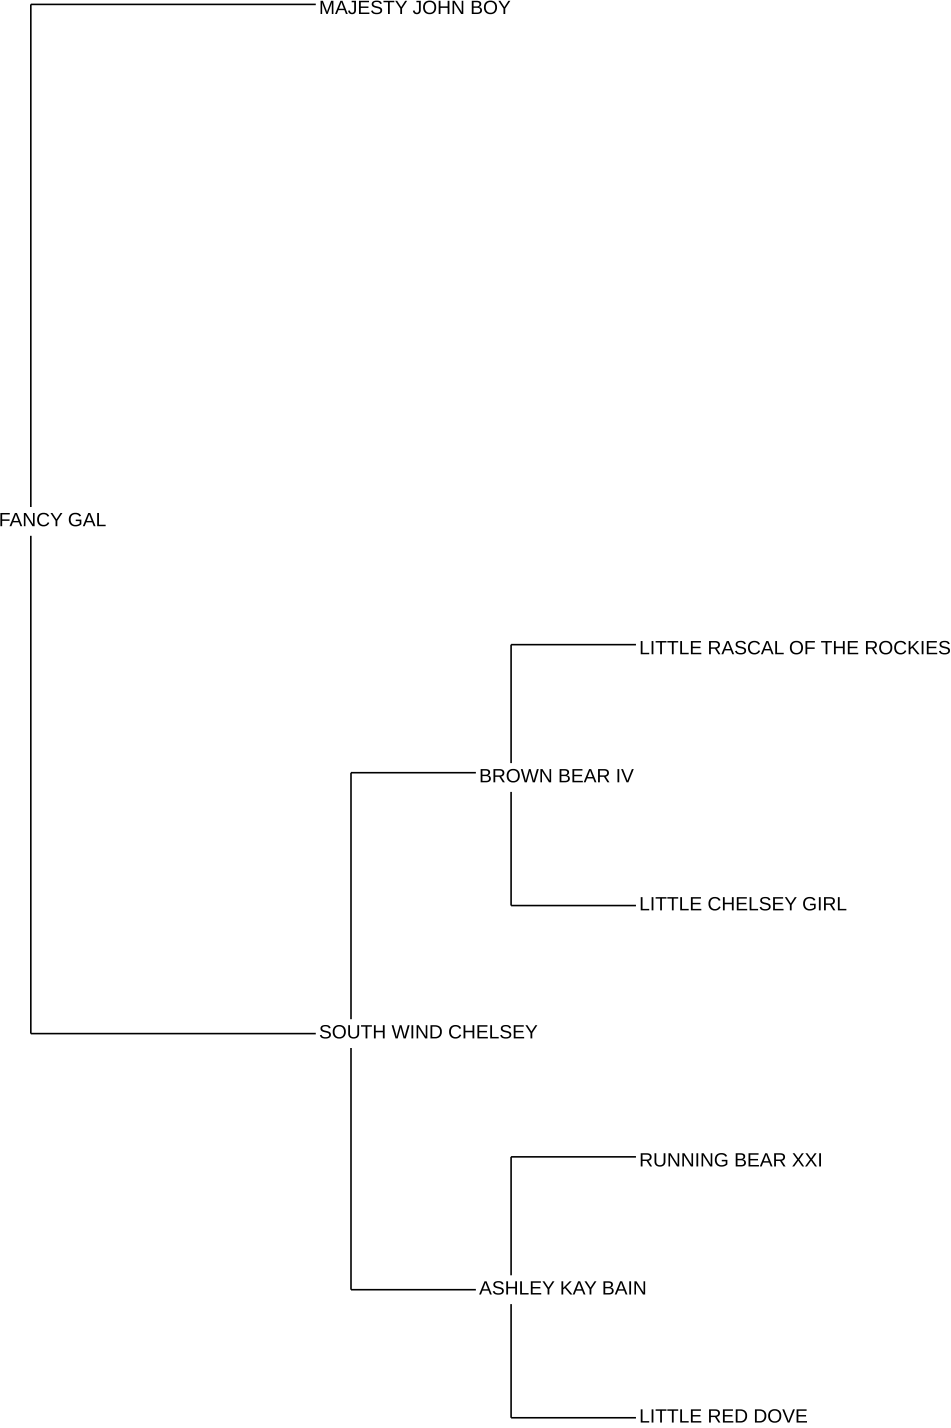 MAJESTY JOHN BOY
FANCY GAL
LITTLE RASCAL OF THE ROCKIES
BROWN BEAR IV
LITTLE CHELSEY GIRL
SOUTH WIND CHELSEY
RUNNING BEAR XXI
ASHLEY KAY BAIN
LITTLE RED DOVE